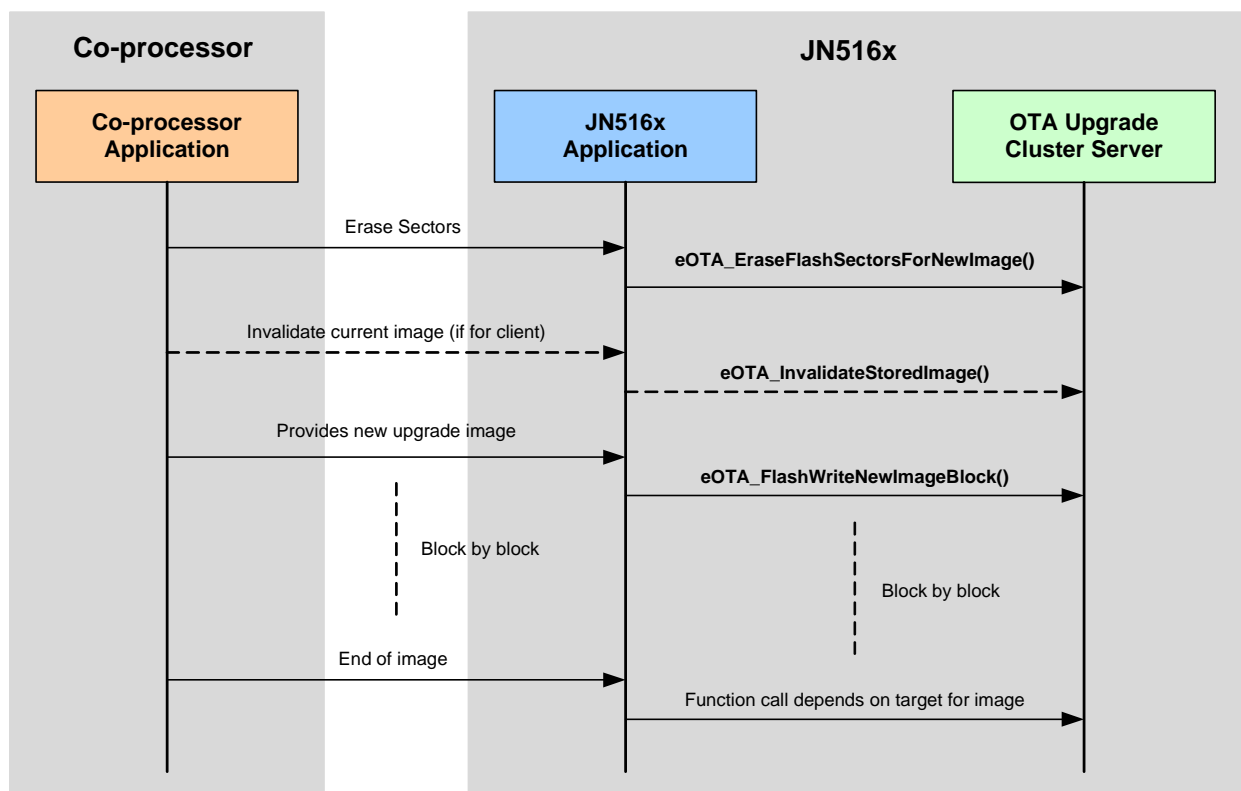 Co-processor
JN516x
Co-processor
Application
JN516x
Application
OTA Upgrade
Cluster Server
Erase Sectors
eOTA_EraseFlashSectorsForNewImage()
Invalidate current image (if for client)
eOTA_InvalidateStoredImage()
Provides new upgrade image
eOTA_FlashWriteNewImageBlock()
Block by block
Block by block
End of image
Function call depends on target for image